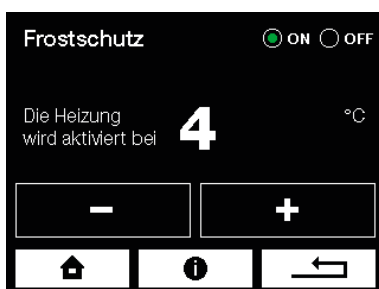 Frostschutz ON OFF
Die Heizung
wird aktiviert bei 4 °C
− +
i